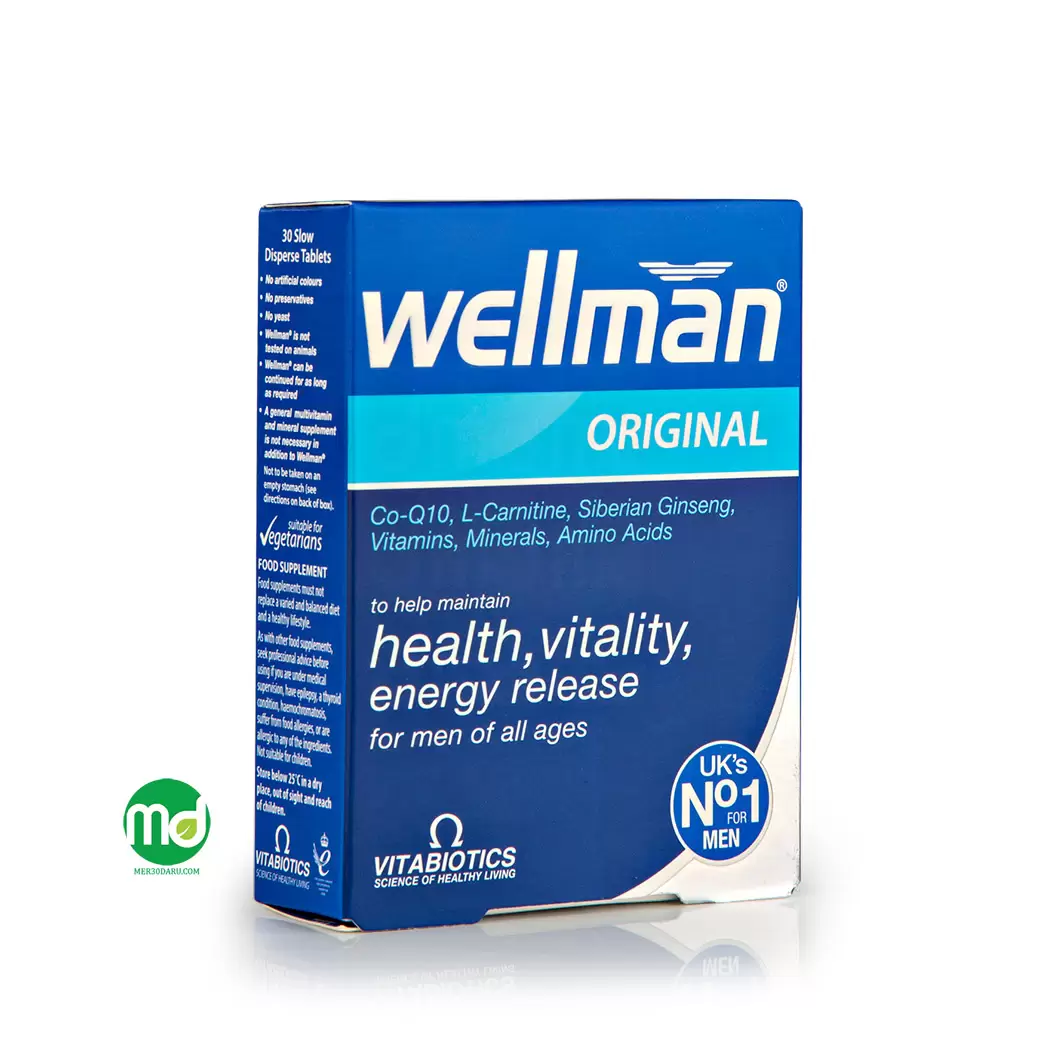 30 Slow
Disperse Tablets
• No artificial colours
• No preservatives
• No yeast
• Wellman® is not
tested on animals
• Wellman® can be
continued for as long
as required
• A general multivitamin
and mineral supplement
is not necessary in
addition to Wellman®
Not to be taken on an
empty stomach (see
directions on back of box).
suitable for
Vegetarians
FOOD SUPPLEMENT
Food supplements must not
replace a varied and balanced diet
and a healthy lifestyle.
As with other food supplements,
seek professional advice before
using if you are under medical
supervision, have epilepsy, a thyroid
condition, haemochromatosis,
suffer from food allergies, or are
allergic to any of the ingredients.
Not suitable for children.
Store below 25°C in a dry
place, out of sight and reach
of children.
VITABIOTICS
SCIENCE OF HEALTHY LIVING
wellman®
ORIGINAL
Co-Q10, L-Carnitine, Siberian Ginseng,
Vitamins, Minerals, Amino Acids
to help maintain
health, vitality,
energy release
for men of all ages
UK's
Nº1
FOR
MEN
VITABIOTICS
SCIENCE OF HEALTHY LIVING
md
MER30DARU.COM